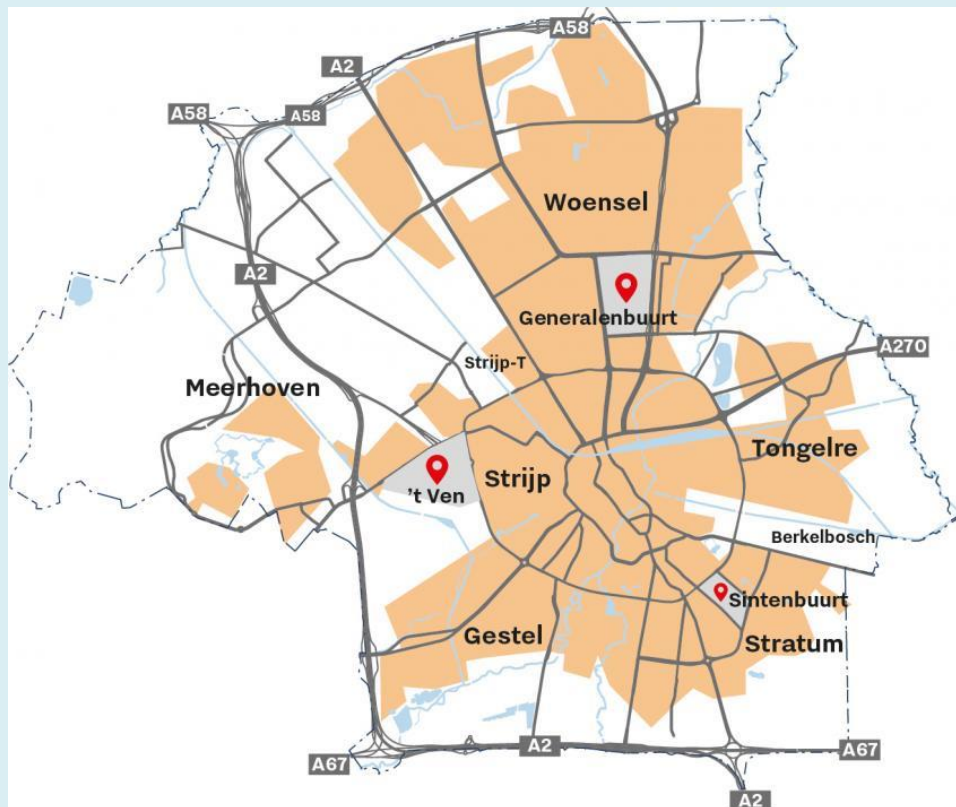 A58
A2
A58
A58
Woensel
A2
Generalenbuurt
A270
Strijp-T
Meerhoven
Tongelre
Strijp
't Ven
Berkelbosch
Sintenbuurt
Gestel
Stratum
A2
A67
A67
A2